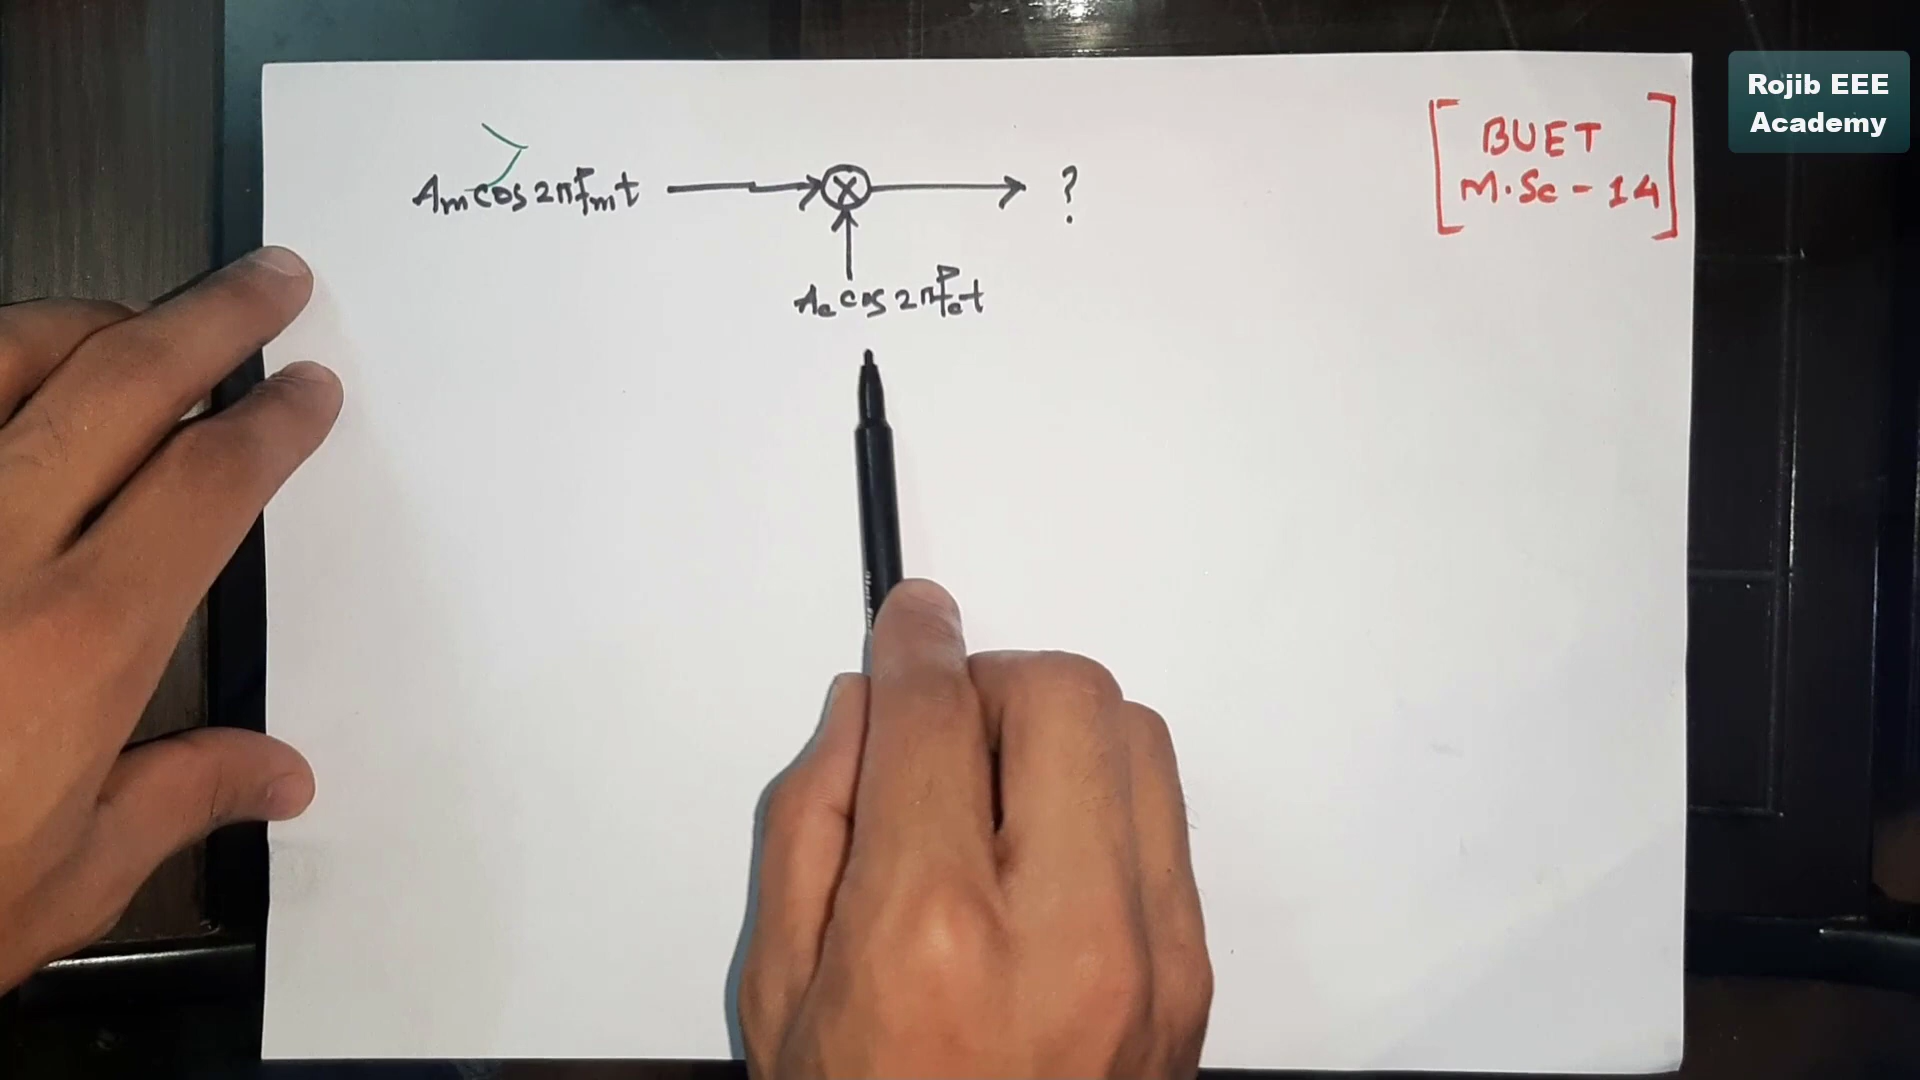 Rojib EEE
Academy
[BUET
M.Sc - 14]
Am cos 2πfmt → ⊗ → ?
Ac cos 2πfct